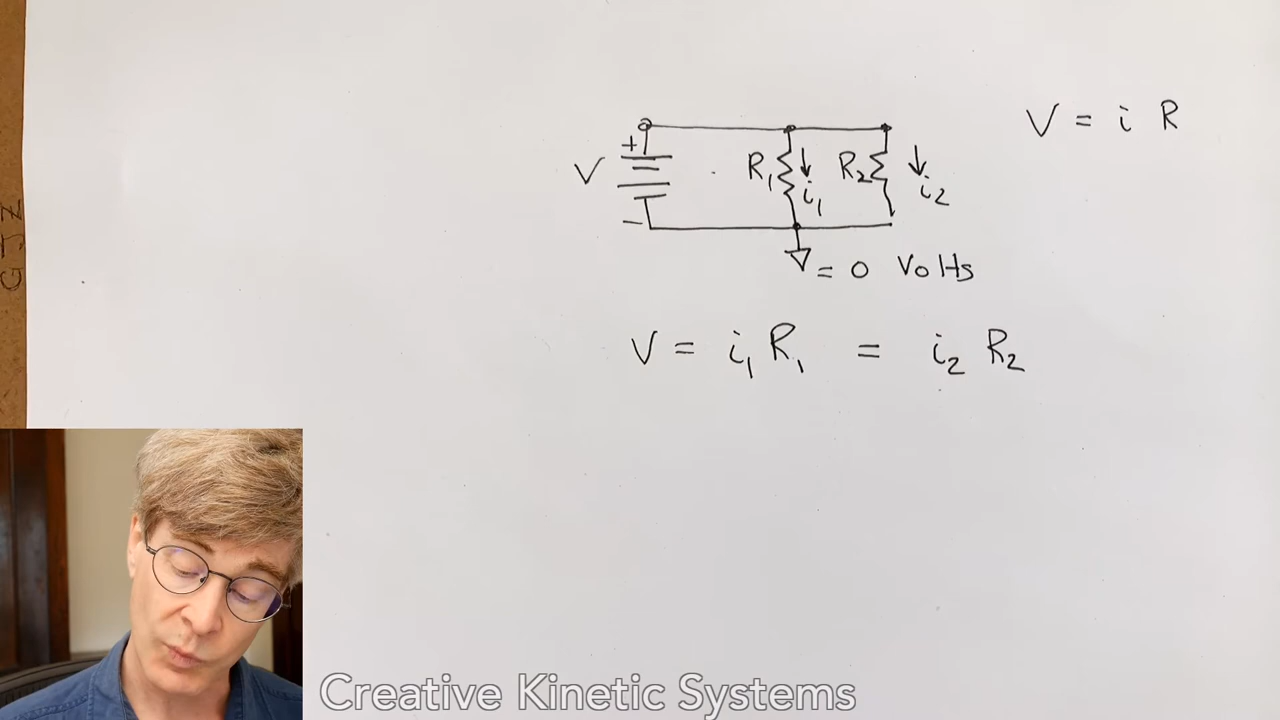 V = i R
+
V
R₁
i₁
R₂
i₂
−
= 0 Volts
V = i₁ R₁ = i₂ R₂
Creative Kinetic Systems